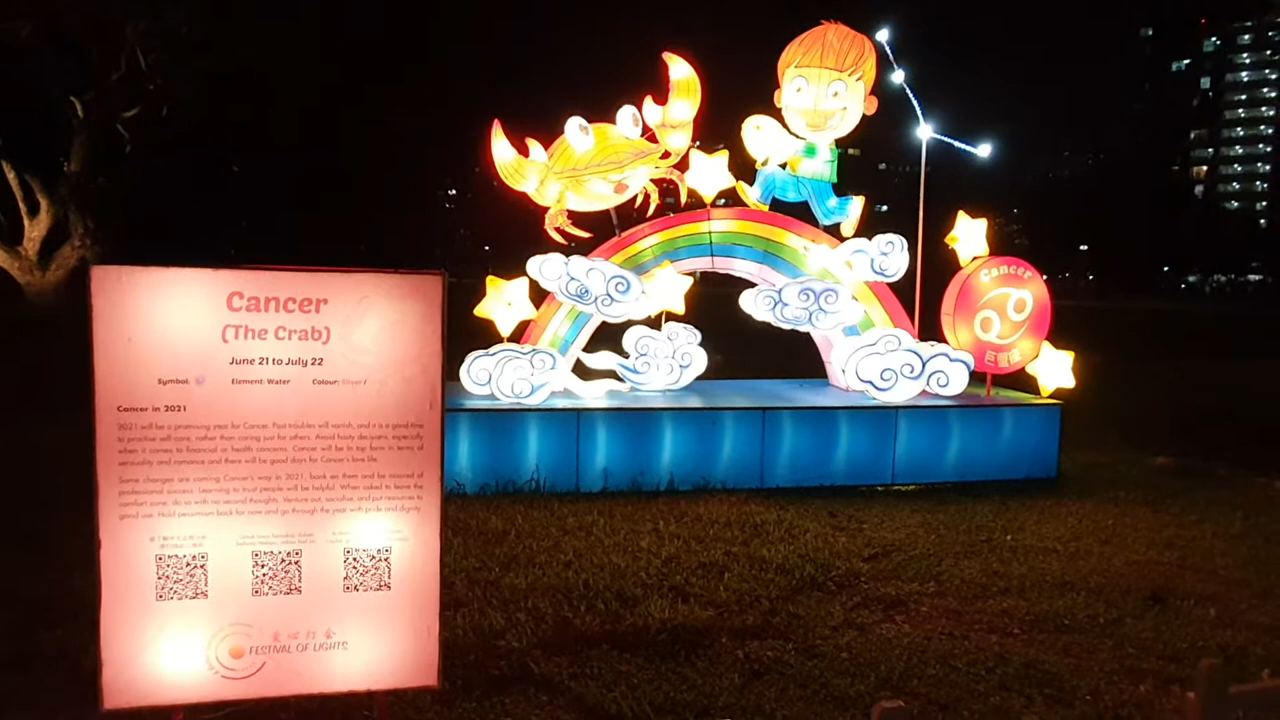 Cancer
(The Crab)
June 21 to July 22
Symbol: Element: Water Colour: Silver/
Cancer in 2021
2021 will be a promising year for Cancer. Past troubles will vanish, and it is a good time
to practise self-care, rather than caring just for others. Avoid hasty decisions, especially
when it comes to financial or health concerns. Cancer will be in top form in terms of
sensuality and romance and there will be good days for Cancer's love life.
Some changes are coming Cancer's way in 2021, bank on them and be assured of
professional success. Learning to trust people will be helpful. When asked to leave the
comfort zone, do so with no second thoughts. Venture out, socialise, and put resources to
good use. Hold pessimism back for now and go through the year with pride and dignity.
FESTIVAL OF LIGHTS
Cancer
巨蟹座